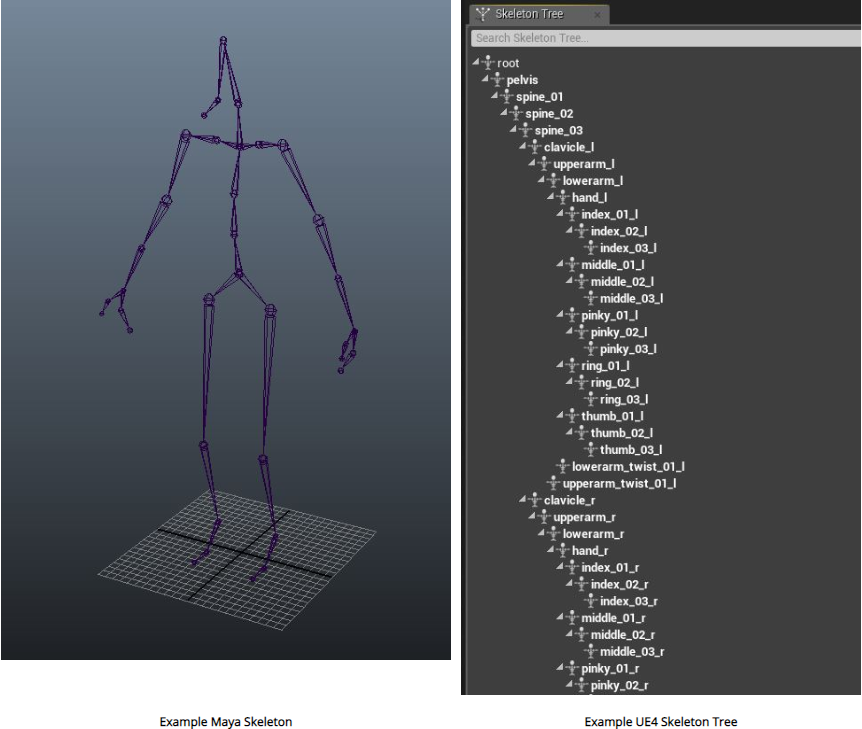 Skeleton Tree
Search Skeleton Tree...
root
pelvis
spine_01
spine_02
spine_03
clavicle_l
upperarm_l
lowerarm_l
hand_l
index_01_l
index_02_l
index_03_l
middle_01_l
middle_02_l
middle_03_l
pinky_01_l
pinky_02_l
pinky_03_l
ring_01_l
ring_02_l
ring_03_l
thumb_01_l
thumb_02_l
thumb_03_l
lowerarm_twist_01_l
upperarm_twist_01_l
clavicle_r
upperarm_r
lowerarm_r
hand_r
index_01_r
index_02_r
index_03_r
middle_01_r
middle_02_r
middle_03_r
pinky_01_r
pinky_02_r
Example Maya Skeleton
Example UE4 Skeleton Tree